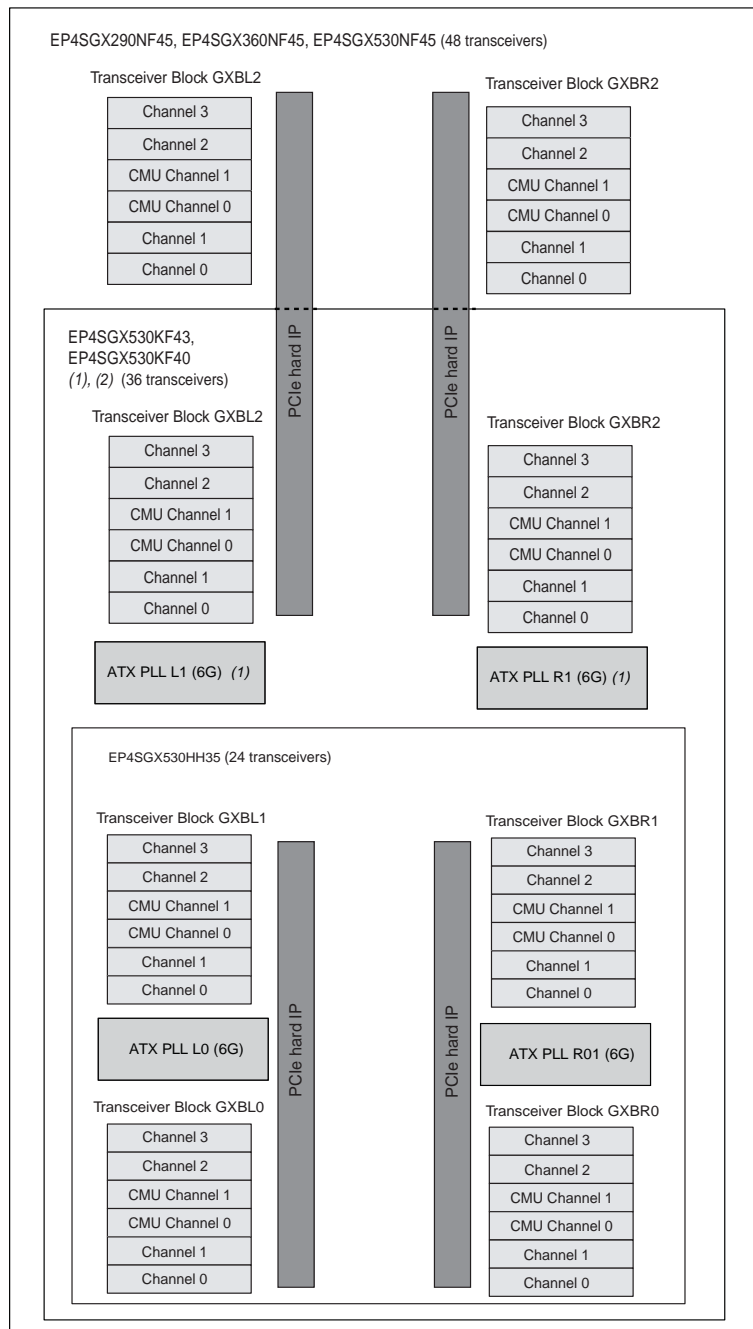 EP4SGX290NF45, EP4SGX360NF45, EP4SGX530NF45 (48 transceivers)
Transceiver Block GXBL2
Channel 3
Channel 2
CMU Channel 1
CMU Channel 0
Channel 1
Channel 0
Transceiver Block GXBR2
Channel 3
Channel 2
CMU Channel 1
CMU Channel 0
Channel 1
Channel 0
EP4SGX530KF43,
EP4SGX530KF40
(1), (2) (36 transceivers)
PCIe hard IP
PCIe hard IP
Transceiver Block GXBL2
Channel 3
Channel 2
CMU Channel 1
CMU Channel 0
Channel 1
Channel 0
Transceiver Block GXBR2
Channel 3
Channel 2
CMU Channel 1
CMU Channel 0
Channel 1
Channel 0
ATX PLL L1 (6G) (1)
ATX PLL R1 (6G) (1)
EP4SGX530HH35 (24 transceivers)
Transceiver Block GXBL1
Channel 3
Channel 2
CMU Channel 1
CMU Channel 0
Channel 1
Channel 0
Transceiver Block GXBR1
Channel 3
Channel 2
CMU Channel 1
CMU Channel 0
Channel 1
Channel 0
PCIe hard IP
PCIe hard IP
ATX PLL L0 (6G)
ATX PLL R01 (6G)
Transceiver Block GXBL0
Channel 3
Channel 2
CMU Channel 1
CMU Channel 0
Channel 1
Channel 0
Transceiver Block GXBR0
Channel 3
Channel 2
CMU Channel 1
CMU Channel 0
Channel 1
Channel 0